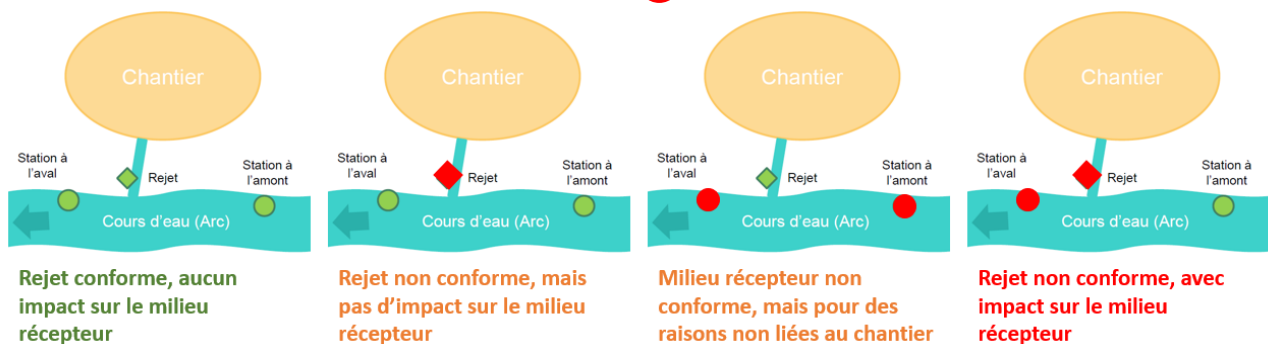 Chantier
Station à
l'aval
Rejet
Station à
l'amont
Cours d'eau (Arc)
Rejet conforme, aucun
impact sur le milieu
récepteur
Chantier
Station à
l'aval
Rejet
Station à
l'amont
Cours d'eau (Arc)
Rejet non conforme, mais
pas d'impact sur le milieu
récepteur
Chantier
Station à
l'aval
Rejet
Station à
l'amont
Cours d'eau (Arc)
Milieu récepteur non
conforme, mais pour des
raisons non liées au chantier
Chantier
Station à
l'aval
Rejet
Station à
l'amont
Cours d'eau (Arc)
Rejet non conforme, avec
impact sur le milieu
récepteur